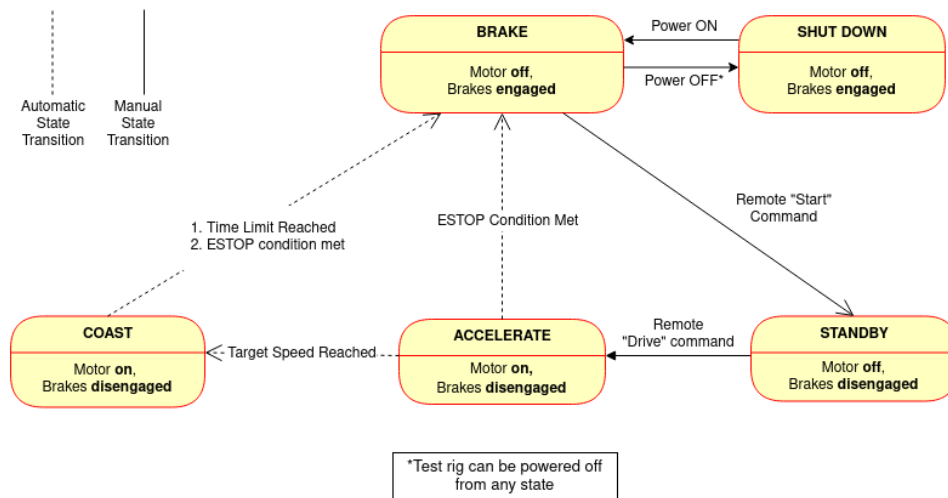 BRAKE
Motor off,
Brakes engaged
Power ON
Power OFF*
SHUT DOWN
Motor off,
Brakes engaged
Automatic
State
Transition
Manual
State
Transition
1. Time Limit Reached
2. ESTOP condition met
ESTOP Condition Met
Remote "Start"
Command
COAST
Motor on,
Brakes disengaged
Target Speed Reached
ACCELERATE
Motor on,
Brakes disengaged
Remote
"Drive" command
STANDBY
Motor off,
Brakes disengaged
*Test rig can be powered off
from any state